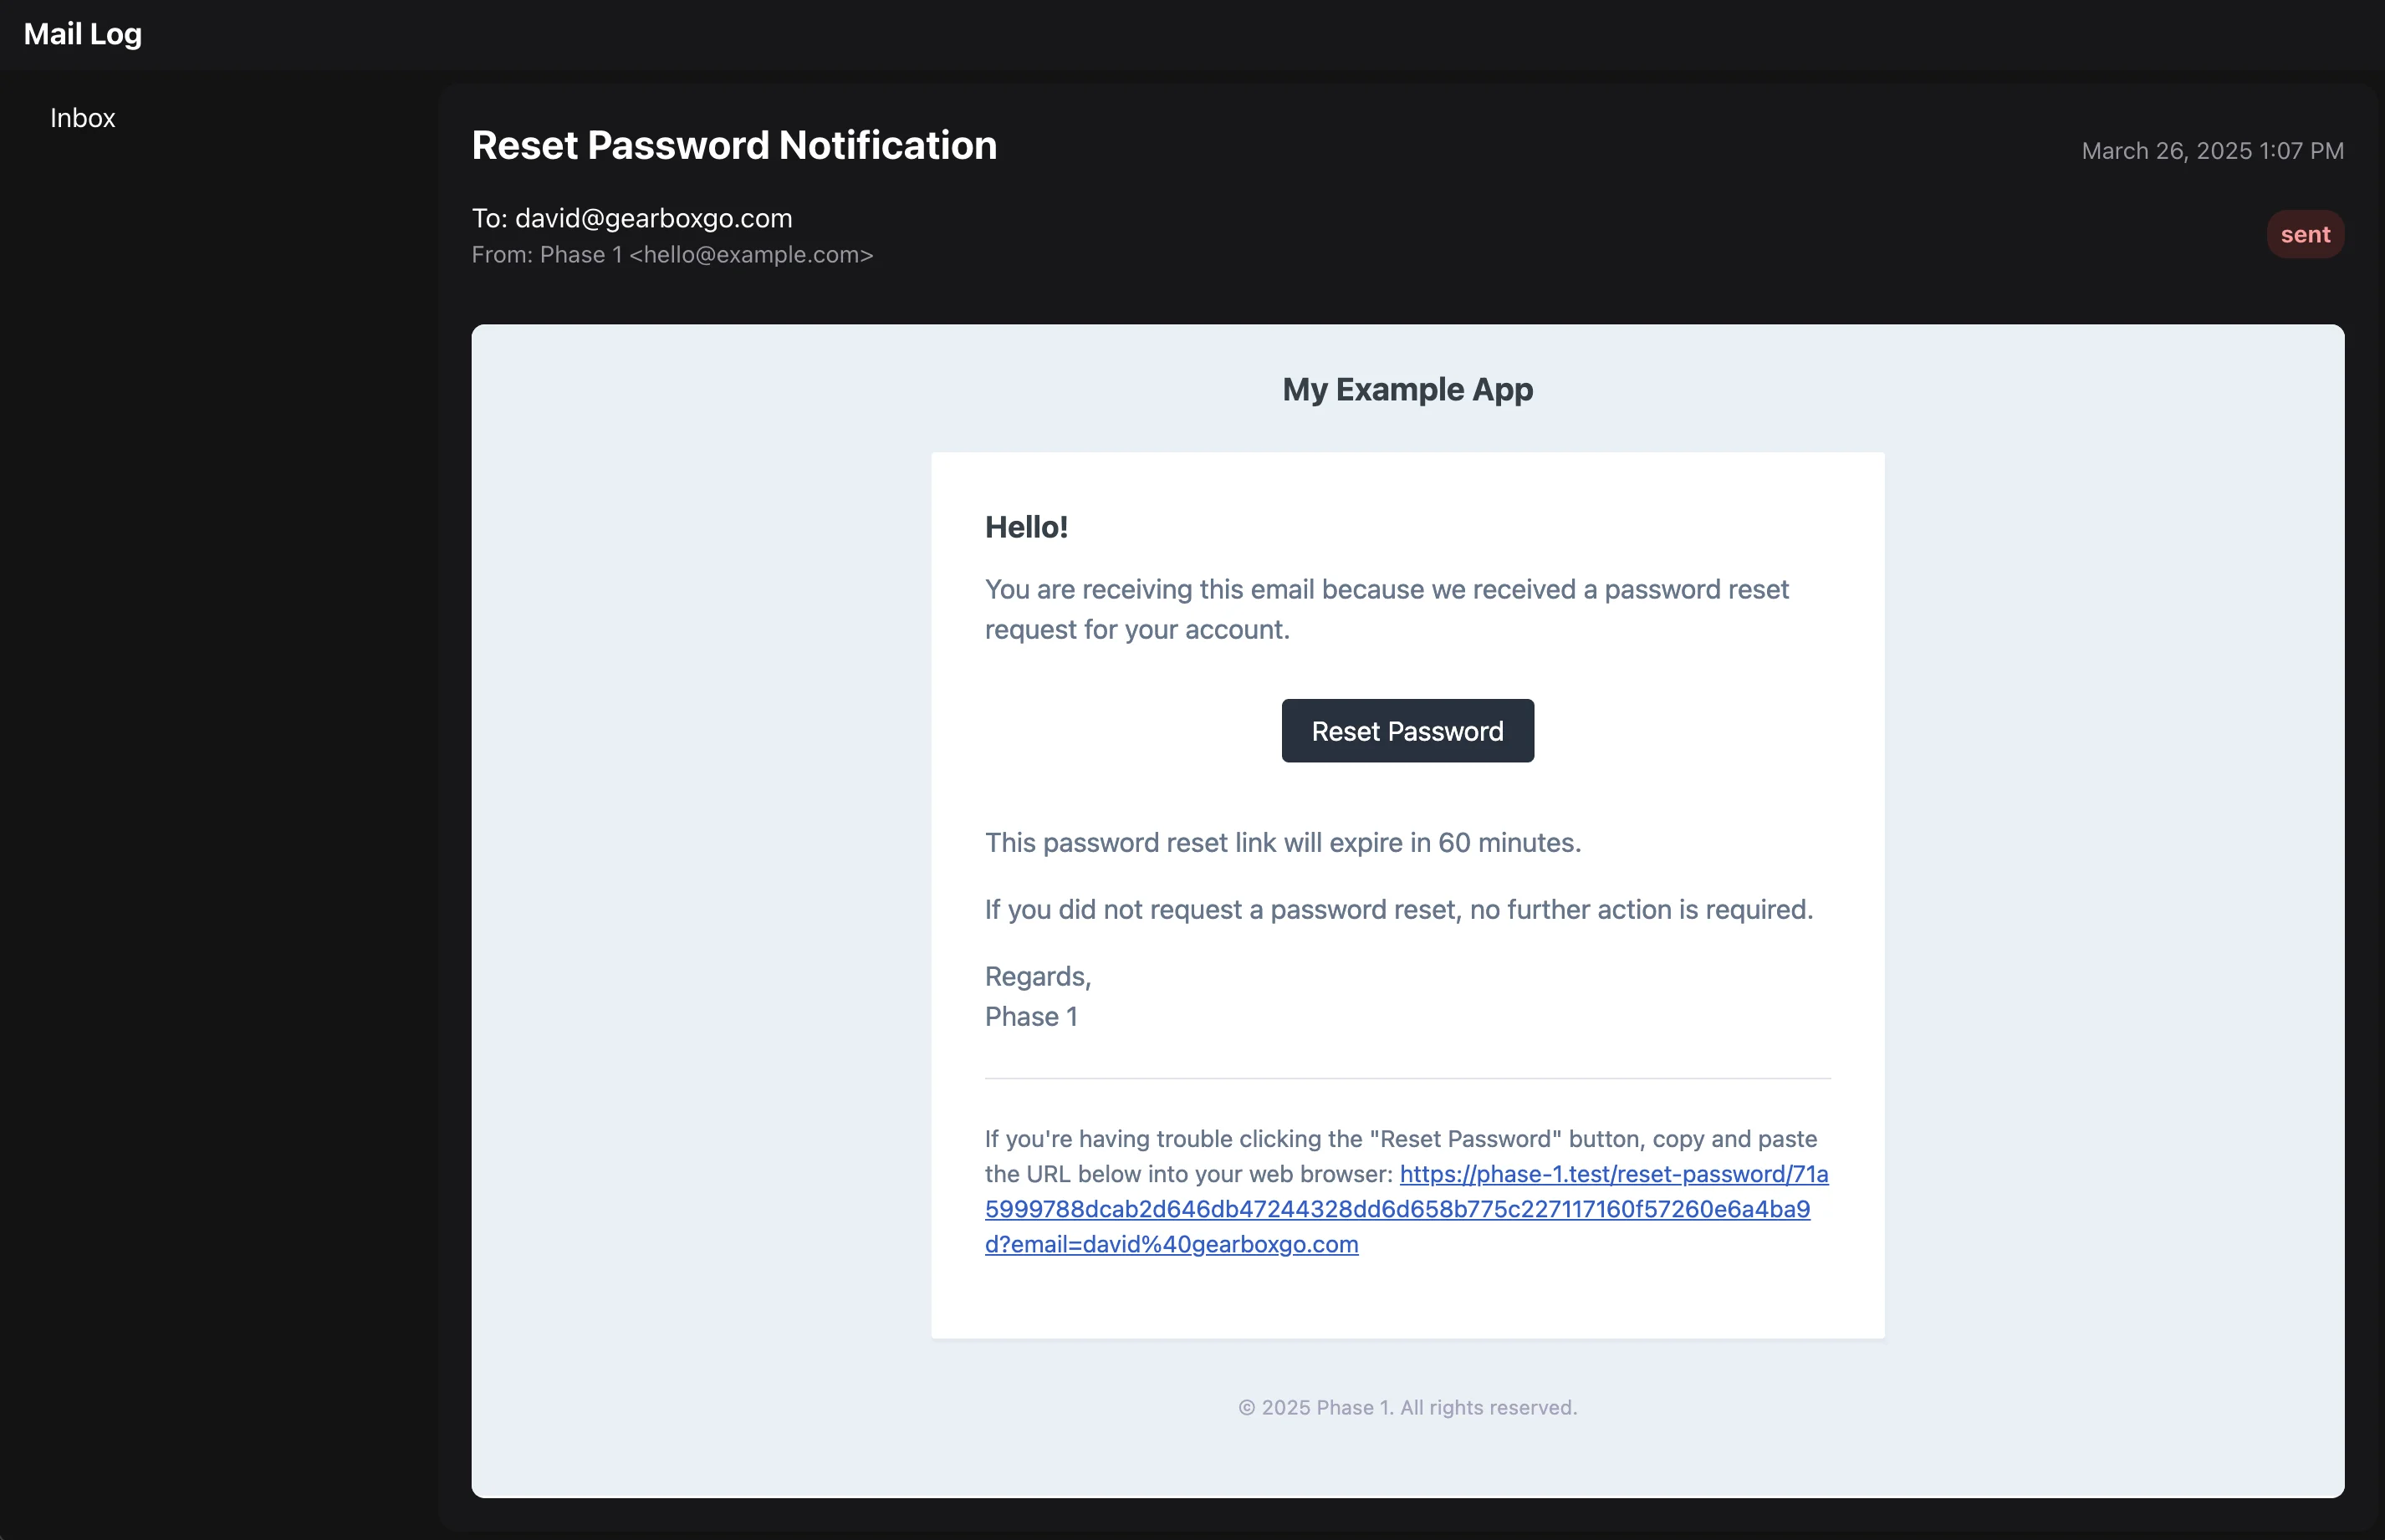 Mail Log
Inbox
Reset Password Notification
March 26, 2025 1:07 PM
To: david@gearboxgo.com
From: Phase 1 <hello@example.com>
sent
My Example App
Hello!
You are receiving this email because we received a password reset
request for your account.
Reset Password
This password reset link will expire in 60 minutes.
If you did not request a password reset, no further action is required.
Regards,
Phase 1
If you're having trouble clicking the "Reset Password" button, copy and paste
the URL below into your web browser: https://phase-1.test/reset-password/71a
5999788dcab2d646db47244328dd6d658b775c227117160f57260e6a4ba9
d?email=david%40gearboxgo.com
© 2025 Phase 1. All rights reserved.